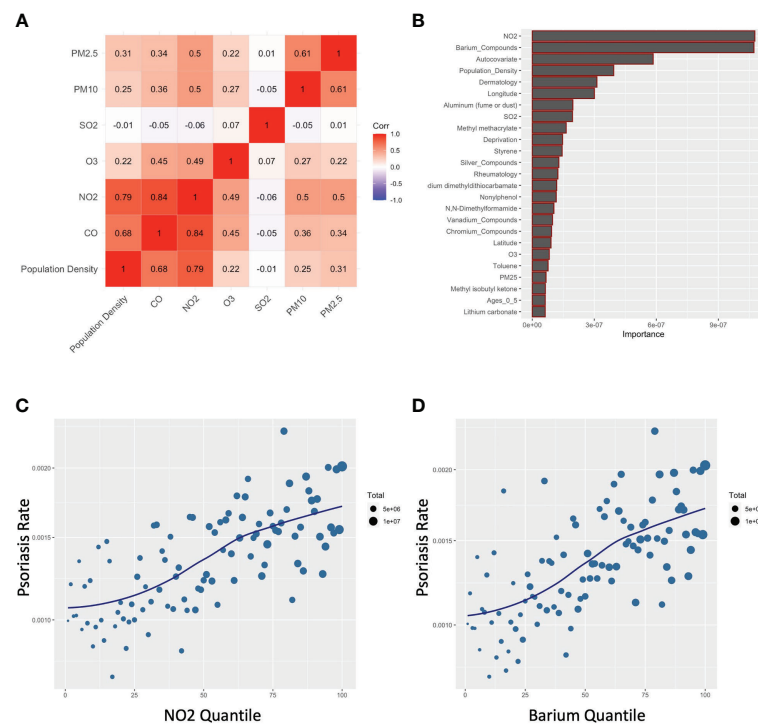 A
PM2.5 0.31 0.34 0.5 0.22 0.01 0.61 1
PM10 0.25 0.36 0.5 0.27 -0.05 1 0.61
SO2 -0.01 -0.05 -0.06 0.07 1 -0.05 0.01
O3 0.22 0.45 0.49 1 0.07 0.27 0.22
NO2 0.79 0.84 1 0.49 -0.06 0.5 0.5
CO 0.68 1 0.84 0.45 -0.05 0.36 0.34
Population Density 1 0.68 0.79 0.22 -0.01 0.25 0.31
Population Density CO NO2 O3 SO2 PM10 PM2.5
Corr
1.0
0.5
0.0
-0.5
-1.0
B
NO2
Barium_Compounds
Autocovariate
Population_Density
Dermatology
Longitude
Aluminum (fume or dust)
SO2
Methyl methacrylate
Deprivation
Styrene
Silver_Compounds
Rheumatology
dium dimethyldithiocarbamate
Nonylphenol
N,N-Dimethylformamide
Vanadium_Compounds
Chromium_Compounds
Latitude
O3
Toluene
PM25
Methyl isobutyl ketone
Ages_0_5
Lithium carbonate
0e+00 3e-07 6e-07 9e-07
Importance
C
Psoriasis Rate
0.0020
0.0015
0.0010
0 25 50 75 100
NO2 Quantile
Total
5e+06
1e+07
D
Psoriasis Rate
0.0020
0.0015
0.0010
0 25 50 75 100
Barium Quantile
Total
5e+0
1e+0